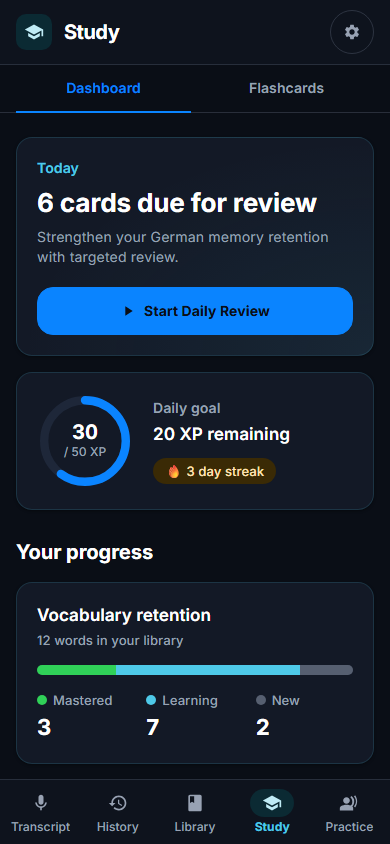 Study
Dashboard
Flashcards
Today
6 cards due for review
Strengthen your German memory retention
with targeted review.
Start Daily Review
30
/ 50 XP
Daily goal
20 XP remaining
🔥 3 day streak
Your progress
Vocabulary retention
12 words in your library
Mastered
3
Learning
7
New
2
Transcript
History
Library
Study
Practice